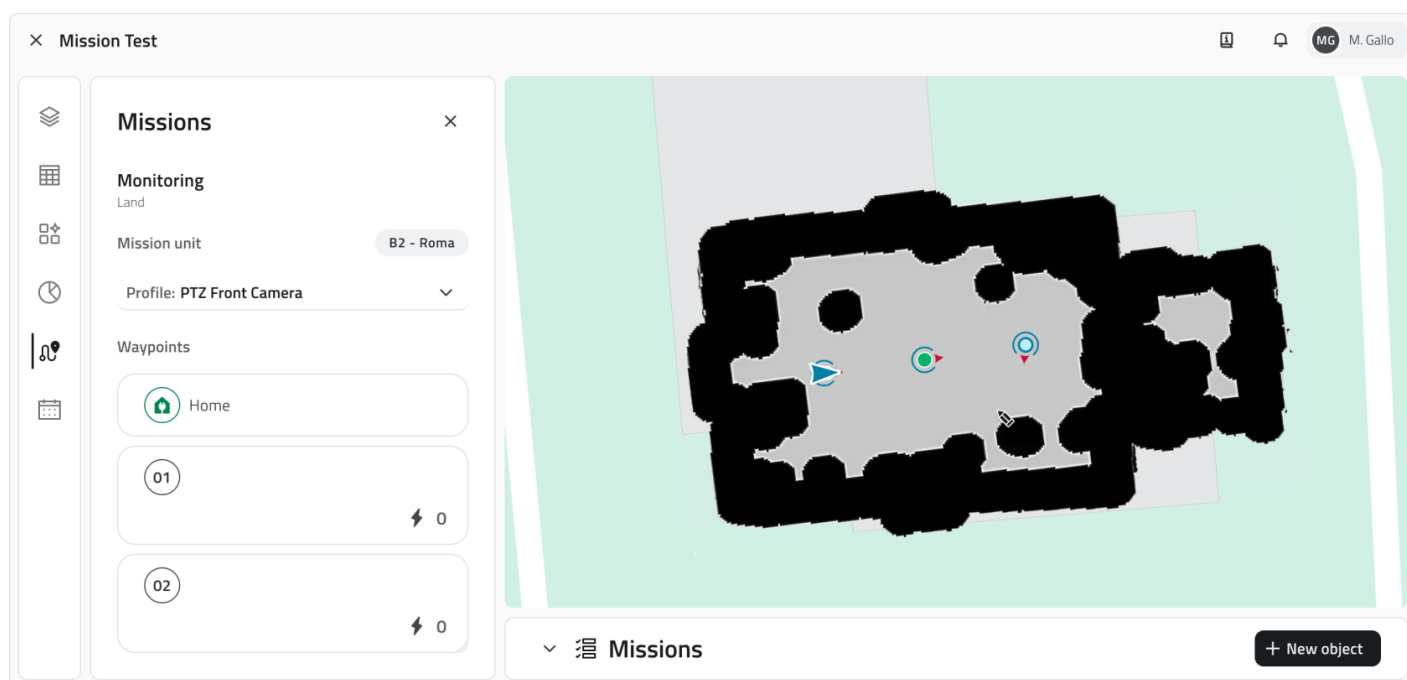 Mission Test
MG M. Gallo
Missions
Monitoring
Land
Mission unit B2 - Roma
Profile: PTZ Front Camera
Waypoints
Home
01
0
02
0
Missions
+ New object